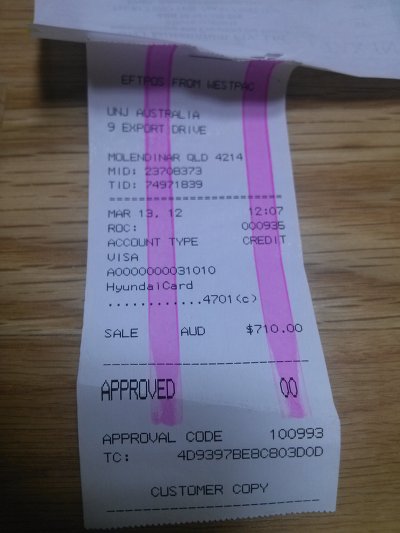 EFTPOS FROM WESTPAC
UNJ AUSTRALIA
9 EXPORT DRIVE
MOLENDINAR QLD 4214
MID: 23708373
TID: 74971839
MAR 13, 12 12:07
ROC: 000935
ACCOUNT TYPE CREDIT
VISA
A0000000031010
HyundaiCard
............4701(c)
SALE AUD $710.00
APPROVED 00
APPROVAL CODE 100993
TC: 4D9397BE8C803D0D
CUSTOMER COPY